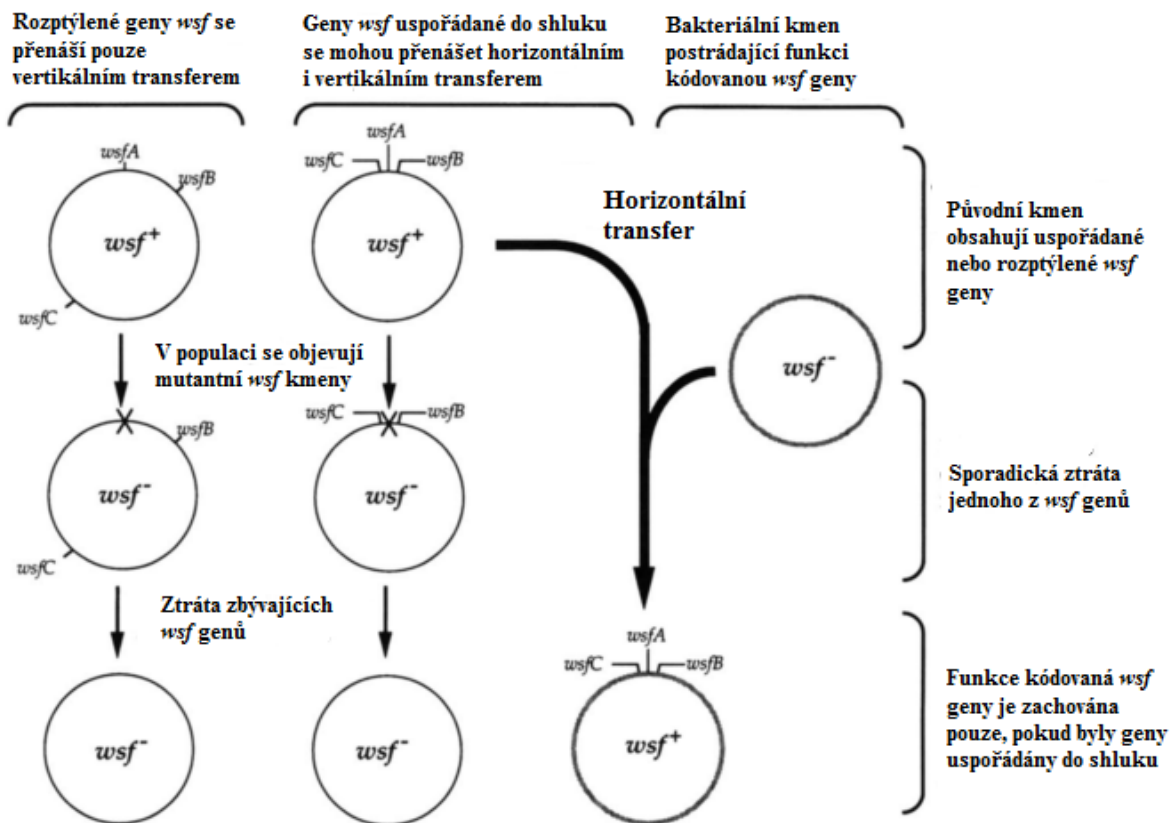 Rozptýlené geny wsf se
přenáší pouze
vertikálním transferem
Geny wsf uspořádané do shluku
se mohou přenášet horizontálním
i vertikálním transferem
Bakteriální kmen
postrádající funkci
kódovanou wsf geny
wsfA
wsfB
wsf+
wsfC
wsfA
wsfC
wsfB
wsf+
Horizontální
transfer
Původní kmen
obsahují uspořádané
nebo rozptýlené wsf
geny
V populaci se objevují
mutantní wsf kmeny
wsf-
X
wsfB
wsf-
wsfC
wsfC
X
wsfB
wsf-
Sporadická ztráta
jednoho z wsf genů
Ztráta zbývajících
wsf genů
wsf-
wsf-
wsfA
wsfC
wsfB
wsf+
Funkce kódovaná wsf
geny je zachována
pouze, pokud byly geny
uspořádány do shluku